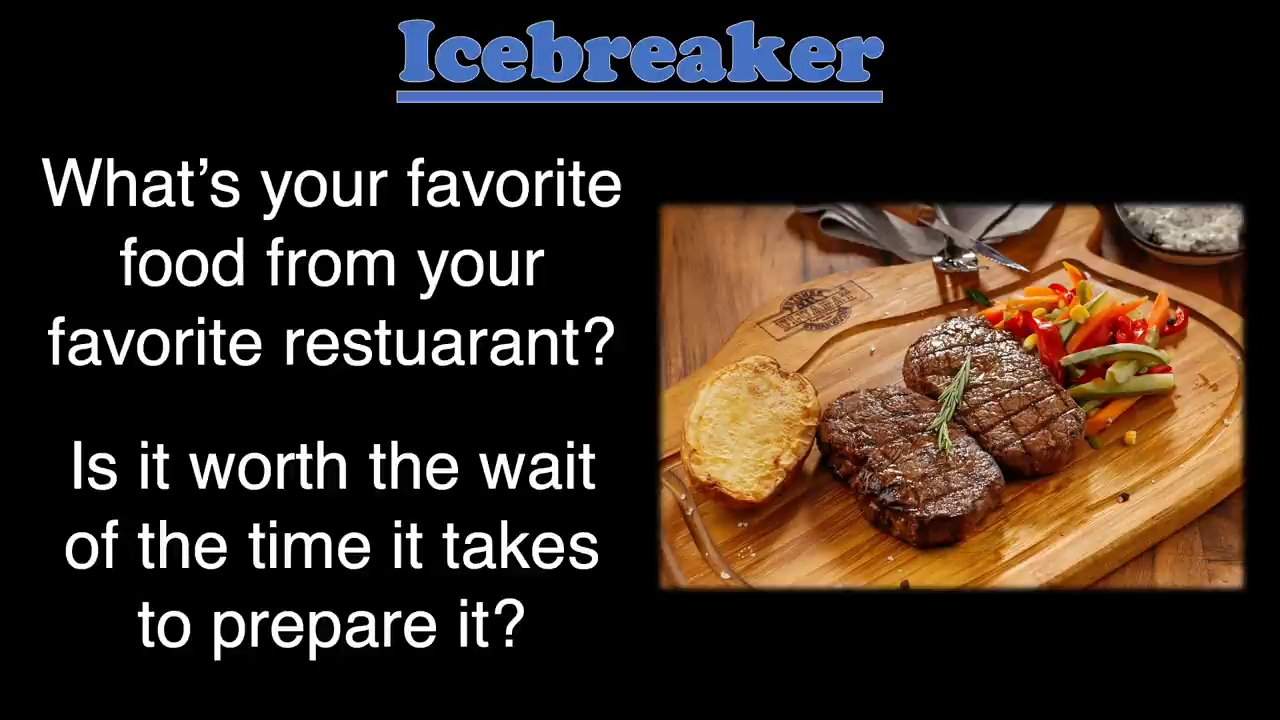 Icebreaker
What’s your favorite
food from your
favorite restuarant?
Is it worth the wait
of the time it takes
to prepare it?